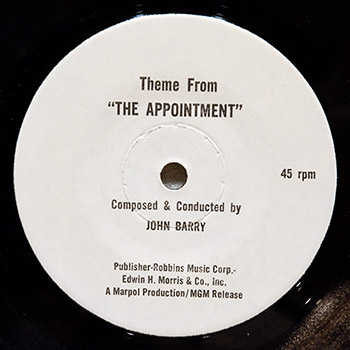 Theme From
"THE APPOINTMENT"
45 rpm
Composed & Conducted by
JOHN BARRY
Publisher-Robbins Music Corp.-
Edwin H. Morris & Co., Inc.
A Marpol Production/MGM Release